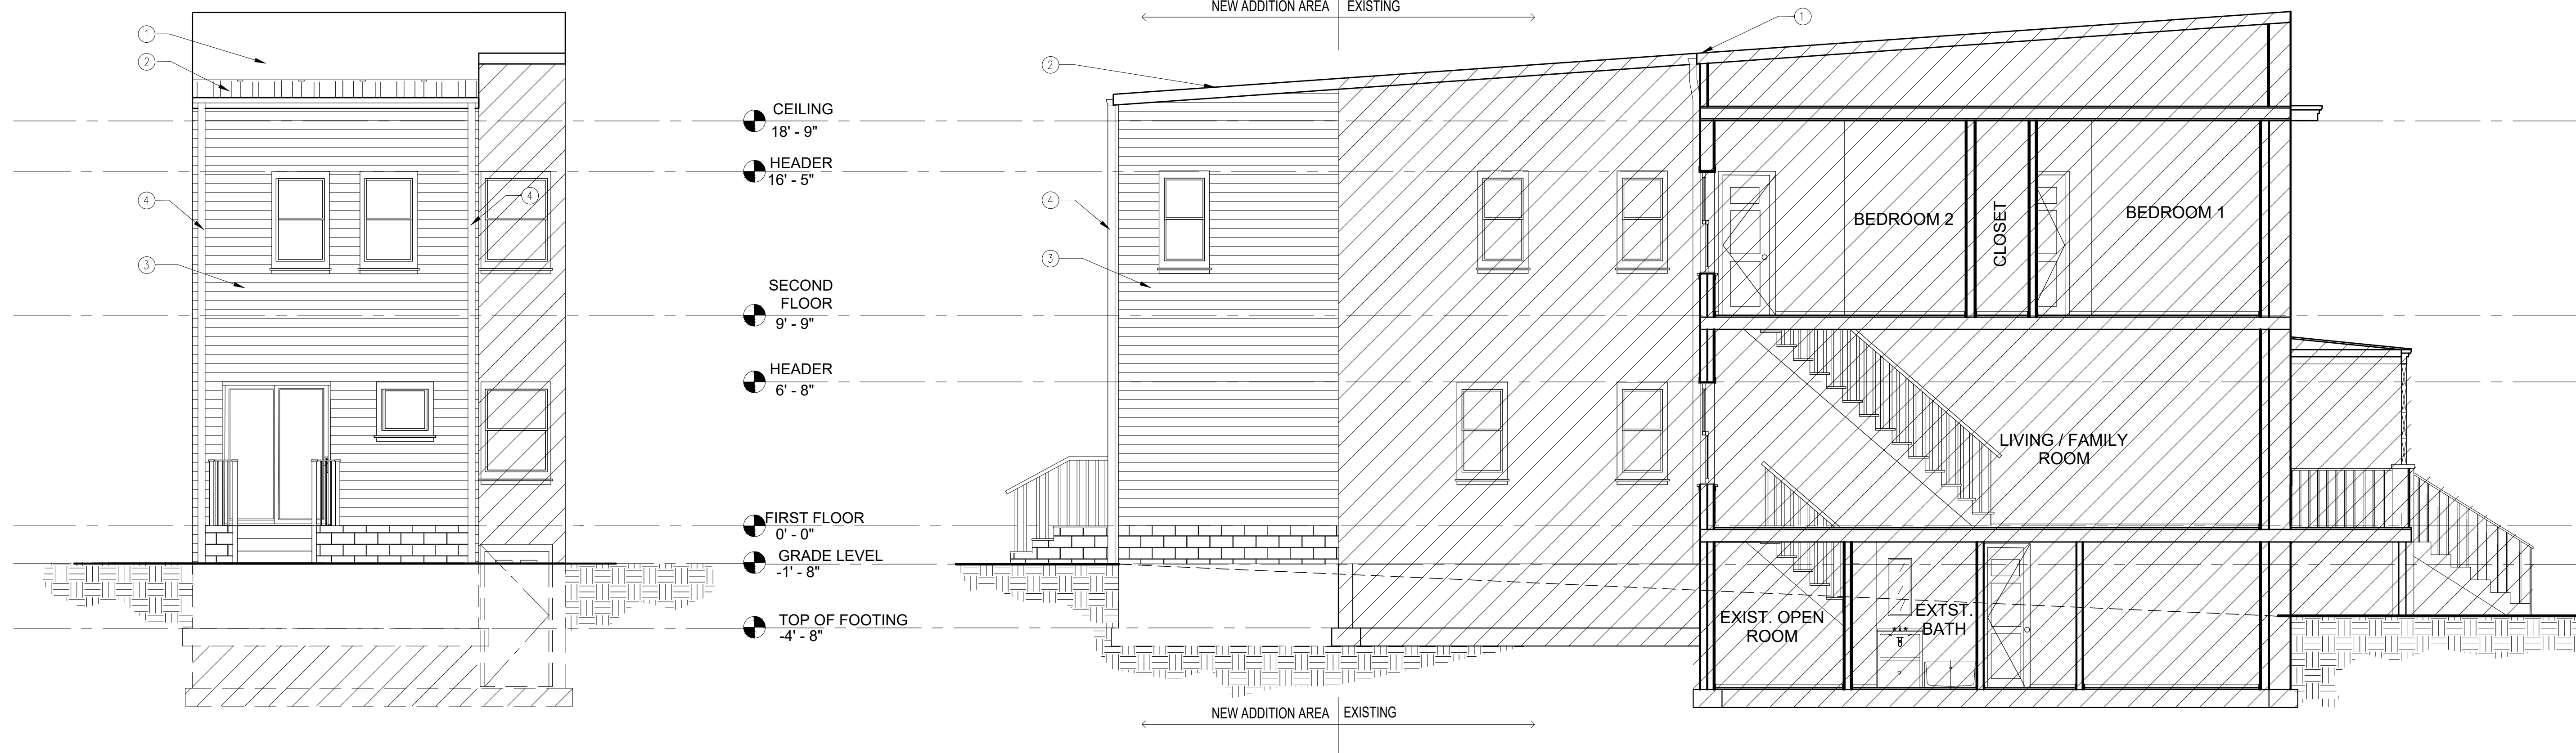 NEW ADDITION AREA
EXISTING
1
2
4
3
4
CEILING
18' - 9"
HEADER
16' - 5"
SECOND
FLOOR
9' - 9"
HEADER
6' - 8"
FIRST FLOOR
0' - 0"
GRADE LEVEL
-1' - 8"
TOP OF FOOTING
-4' - 8"
1
2
4
3
BEDROOM 2
CLOSET
BEDROOM 1
LIVING / FAMILY
ROOM
EXIST. OPEN
ROOM
EXTST.
BATH
NEW ADDITION AREA
EXISTING